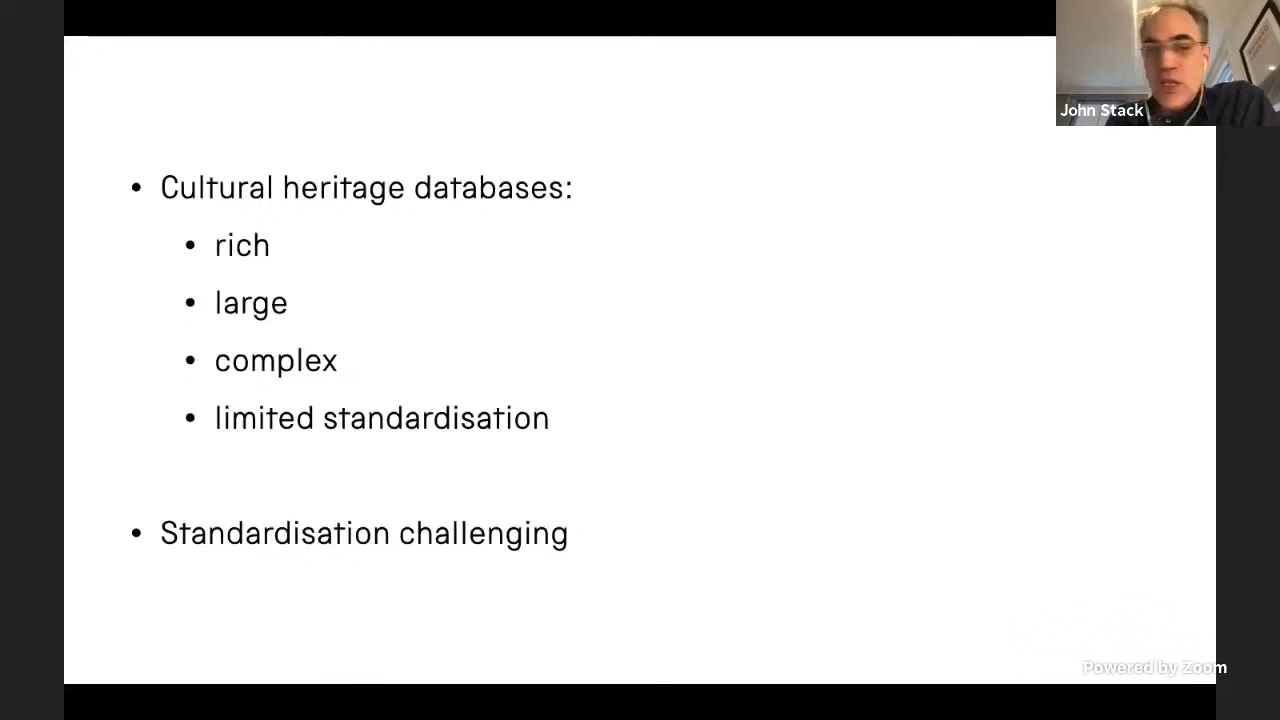 John Stack
• Cultural heritage databases:
• rich
• large
• complex
• limited standardisation
• Standardisation challenging
Powered by Zoom